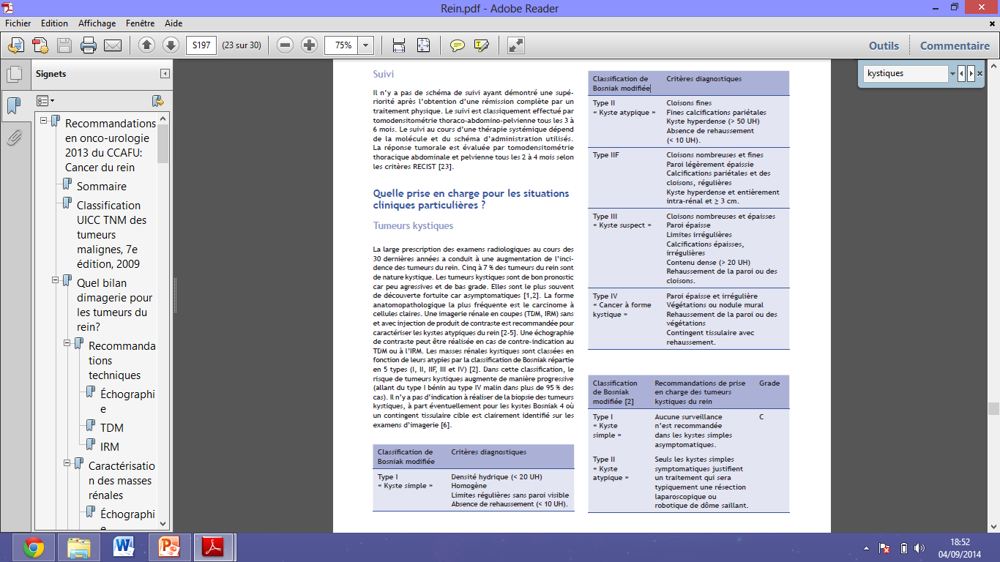 Rein.pdf - Adobe Reader
Fichier Edition Affichage Fenêtre Aide
S197 (23 sur 30) 75% Outils Commentaire
kystiques
Signets
Recommandations
en onco-urologie
2013 du CCAFU:
Cancer du rein
Sommaire
Classification
UICC TNM des
tumeurs
malignes, 7e
édition, 2009
Quel bilan
dimagerie pour
les tumeurs du
rein?
Recommanda
tions
techniques
Échographi
e
TDM
IRM
Caractérisatio
n des masses
rénales
Échographi
e
Suivi
Il n’y a pas de schéma de suivi ayant démontré une supé-
riorité après l’obtention d’une rémission complète par un
traitement physique. Le suivi est classiquement effectué par
tomodensitométrie thoraco-abdomino-pelvienne tous les 3 à
6 mois. Le suivi au cours d’une thérapie systémique dépend
de la molécule et du schéma d’administration utilisés.
La réponse tumorale est évaluée par tomodensitométrie
thoracique abdominale et pelvienne tous les 2 à 4 mois selon
les critères RECIST [23].
Quelle prise en charge pour les situations
cliniques particulières ?
Tumeurs kystiques
La large prescription des examens radiologiques au cours des
30 dernières années a conduit à une augmentation de l’inci-
dence des tumeurs du rein. Cinq à 7 % des tumeurs du rein sont
de nature kystique. Les tumeurs kystiques sont de bon pronostic
car peu agressives et de bas grade. Elles sont le plus souvent
de découverte fortuite car asymptomatiques [1,2]. La forme
anatomopathologique la plus fréquente est le carcinome à
cellules claires. Une imagerie rénale en coupes (TDM, IRM) sans
et avec injection de produit de contraste est recommandée pour
caractériser les kystes atypiques du rein [2-5]. Une échographie
de contraste peut être réalisée en cas de contre-indication au
TDM ou à l’IRM. Les masses rénales kystiques sont classées en
fonction de leurs atypies par la classification de Bosniak répartie
en 5 types (I, II, IIF, III et IV) [2]. Dans cette classification, le
risque de tumeurs kystiques augmente de manière progressive
(allant du type I bénin au type IV malin dans plus de 95 % des
cas). Il n’y a pas d’indication à réaliser de la biopsie des tumeurs
kystiques, à part éventuellement pour les kystes Bosniak 4 où
un contingent tissulaire cible est clairement identifié sur les
examens d’imagerie [6].
Classification de Critères diagnostiques
Bosniak modifiée
Type I Densité hydrique (< 20 UH)
« Kyste simple » Homogène
Limites régulières sans paroi visible
Absence de rehaussement (< 10 UH).
Classification de Critères diagnostiques
Bosniak modifiée
Type II Cloisons fines
« Kyste atypique » Fines calcifications pariétales
Kyste hyperdense (> 50 UH)
Absence de rehaussement
(< 10 UH).
Type IIF Cloisons nombreuses et fines
Paroi légèrement épaissie
Calcifications pariétales et des
cloisons, régulières
Kyste hyperdense et entièrement
intra-rénal et ≥ 3 cm.
Type III Cloisons nombreuses et épaisses
« Kyste suspect » Paroi épaisse
Limites irrégulières
Calcifications épaisses,
irrégulières
Contenu dense (> 20 UH)
Rehaussement de la paroi ou des
cloisons.
Type IV Paroi épaisse et irrégulière
« Cancer à forme Végétations ou nodule mural
kystique » Rehaussement de la paroi ou des
végétations
Contingent tissulaire avec
rehaussement.
Classification Recommandations de prise Grade
de Bosniak en charge des tumeurs
modifiée [2] kystiques du rein
Type I Aucune surveillance C
« Kyste n’est recommandée
simple » dans les kystes simples
asymptomatiques.
Type II Seuls les kystes simples
« Kyste symptomatiques justifient
atypique » un traitement qui sera
typiquement une résection
laparoscopique ou
robotique de dôme saillant.
18:52
04/09/2014